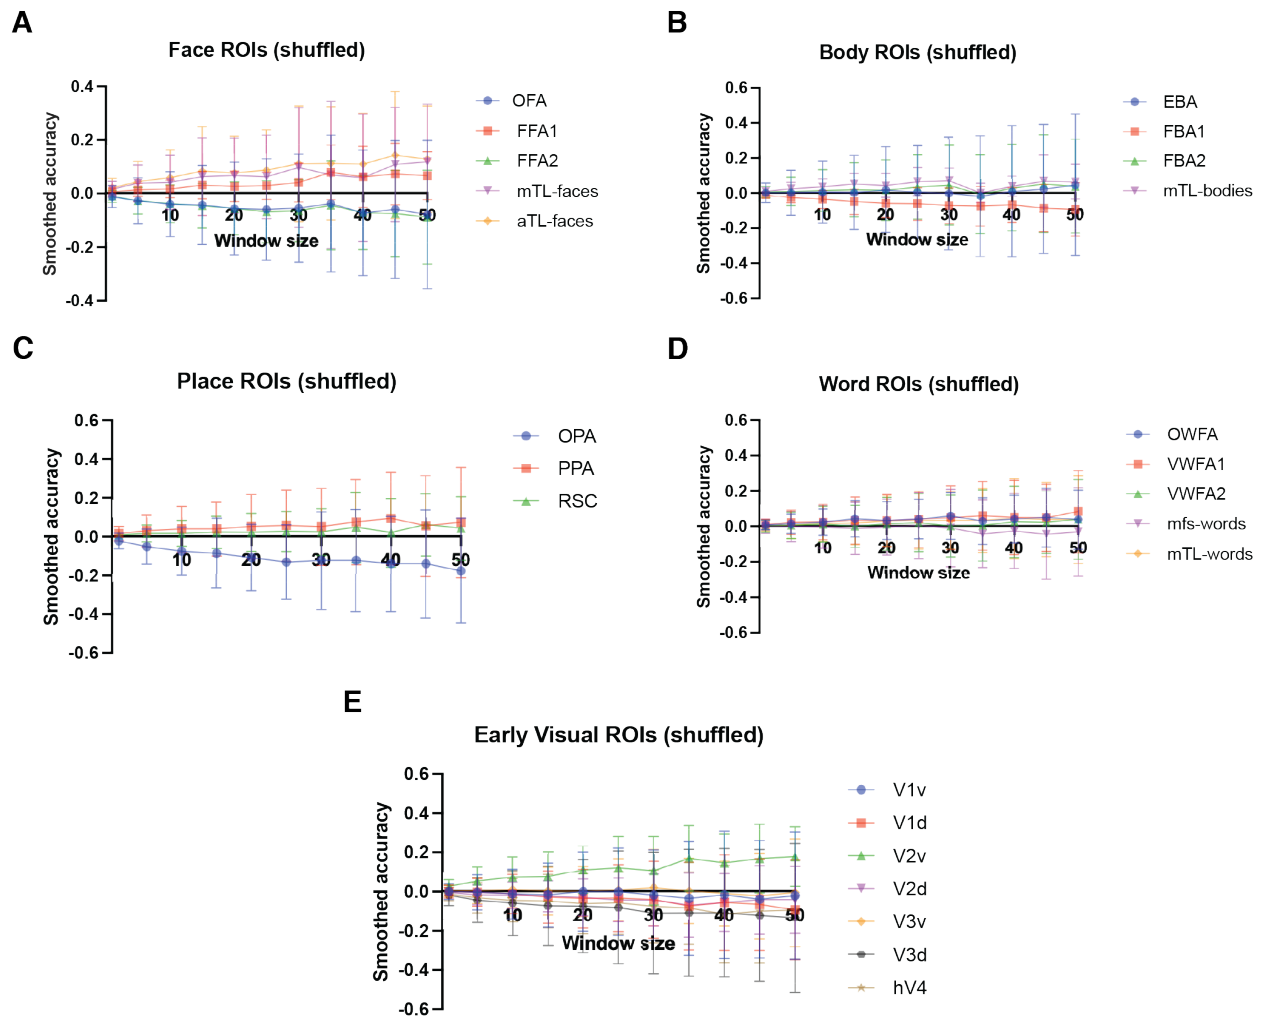 A
Face ROIs (shuffled)
Smoothed accuracy
0.4
0.2
0.0
-0.2
-0.4
10
20
30
40
50
Window size
OFA
FFA1
FFA2
mTL-faces
aTL-faces
B
Body ROIs (shuffled)
Smoothed accuracy
0.6
0.4
0.2
0.0
-0.2
-0.4
-0.6
10
20
30
40
50
Window size
EBA
FBA1
FBA2
mTL-bodies
C
Place ROIs (shuffled)
Smoothed accuracy
0.6
0.4
0.2
0.0
-0.2
-0.4
-0.6
10
20
30
40
50
OPA
PPA
RSC
D
Word ROIs (shuffled)
Smoothed accuracy
0.6
0.4
0.2
0.0
-0.2
-0.4
-0.6
10
20
30
40
50
Window size
OWFA
VWFA1
VWFA2
mfs-words
mTL-words
E
Early Visual ROIs (shuffled)
Smoothed accuracy
0.6
0.4
0.2
0.0
-0.2
-0.4
-0.6
10
20
30
40
50
Window size
V1v
V1d
V2v
V2d
V3v
V3d
hV4